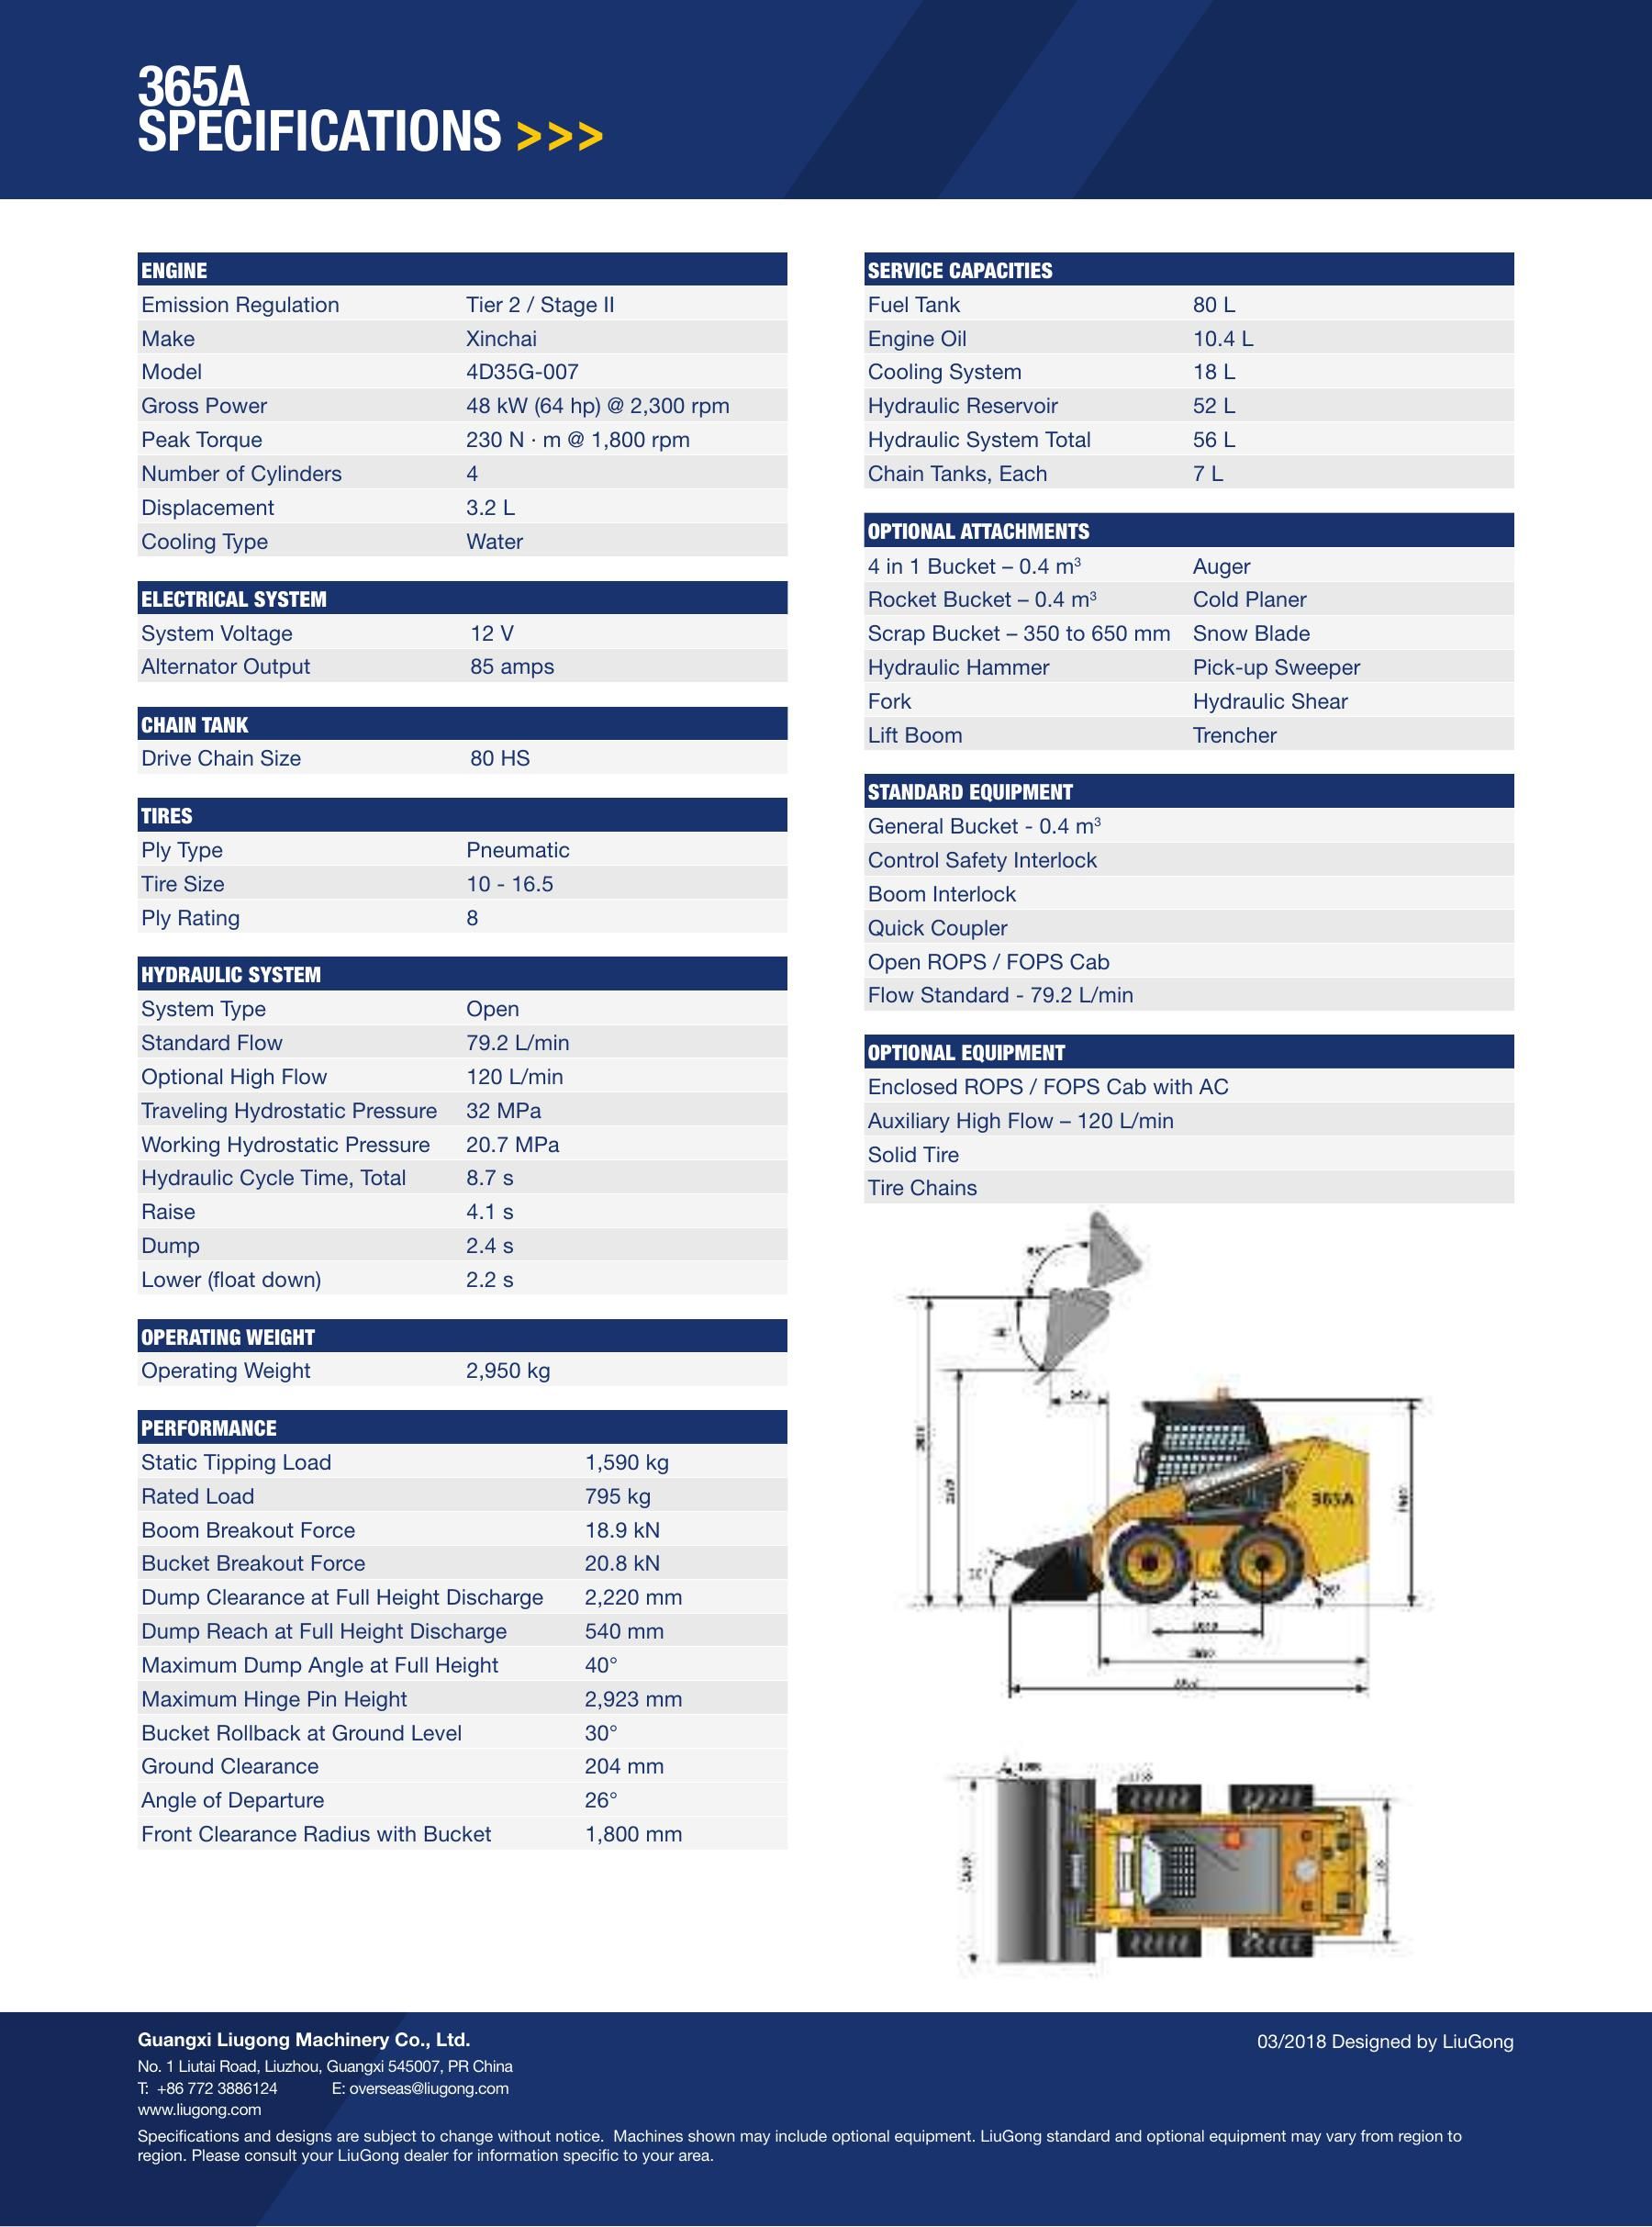 365A
SPECIFICATIONS >>>
ENGINE
Emission Regulation Tier 2 / Stage II
Make Xinchai
Model 4D35G-007
Gross Power 48 kW (64 hp) @ 2,300 rpm
Peak Torque 230 N · m @ 1,800 rpm
Number of Cylinders 4
Displacement 3.2 L
Cooling Type Water
ELECTRICAL SYSTEM
System Voltage 12 V
Alternator Output 85 amps
CHAIN TANK
Drive Chain Size 80 HS
TIRES
Ply Type Pneumatic
Tire Size 10 - 16.5
Ply Rating 8
HYDRAULIC SYSTEM
System Type Open
Standard Flow 79.2 L/min
Optional High Flow 120 L/min
Traveling Hydrostatic Pressure 32 MPa
Working Hydrostatic Pressure 20.7 MPa
Hydraulic Cycle Time, Total 8.7 s
Raise 4.1 s
Dump 2.4 s
Lower (float down) 2.2 s
OPERATING WEIGHT
Operating Weight 2,950 kg
PERFORMANCE
Static Tipping Load 1,590 kg
Rated Load 795 kg
Boom Breakout Force 18.9 kN
Bucket Breakout Force 20.8 kN
Dump Clearance at Full Height Discharge 2,220 mm
Dump Reach at Full Height Discharge 540 mm
Maximum Dump Angle at Full Height 40°
Maximum Hinge Pin Height 2,923 mm
Bucket Rollback at Ground Level 30°
Ground Clearance 204 mm
Angle of Departure 26°
Front Clearance Radius with Bucket 1,800 mm
SERVICE CAPACITIES
Fuel Tank 80 L
Engine Oil 10.4 L
Cooling System 18 L
Hydraulic Reservoir 52 L
Hydraulic System Total 56 L
Chain Tanks, Each 7 L
OPTIONAL ATTACHMENTS
4 in 1 Bucket – 0.4 m³ Auger
Rocket Bucket – 0.4 m³ Cold Planer
Scrap Bucket – 350 to 650 mm Snow Blade
Hydraulic Hammer Pick-up Sweeper
Fork Hydraulic Shear
Lift Boom Trencher
STANDARD EQUIPMENT
General Bucket - 0.4 m³
Control Safety Interlock
Boom Interlock
Quick Coupler
Open ROPS / FOPS Cab
Flow Standard - 79.2 L/min
OPTIONAL EQUIPMENT
Enclosed ROPS / FOPS Cab with AC
Auxiliary High Flow – 120 L/min
Solid Tire
Tire Chains
365A
Guangxi Liugong Machinery Co., Ltd.
No. 1 Liutai Road, Liuzhou, Guangxi 545007, PR China
T: +86 772 3886124 E: overseas@liugong.com
www.liugong.com
03/2018 Designed by LiuGong
Specifications and designs are subject to change without notice. Machines shown may include optional equipment. LiuGong standard and optional equipment may vary from region to
region. Please consult your LiuGong dealer for information specific to your area.